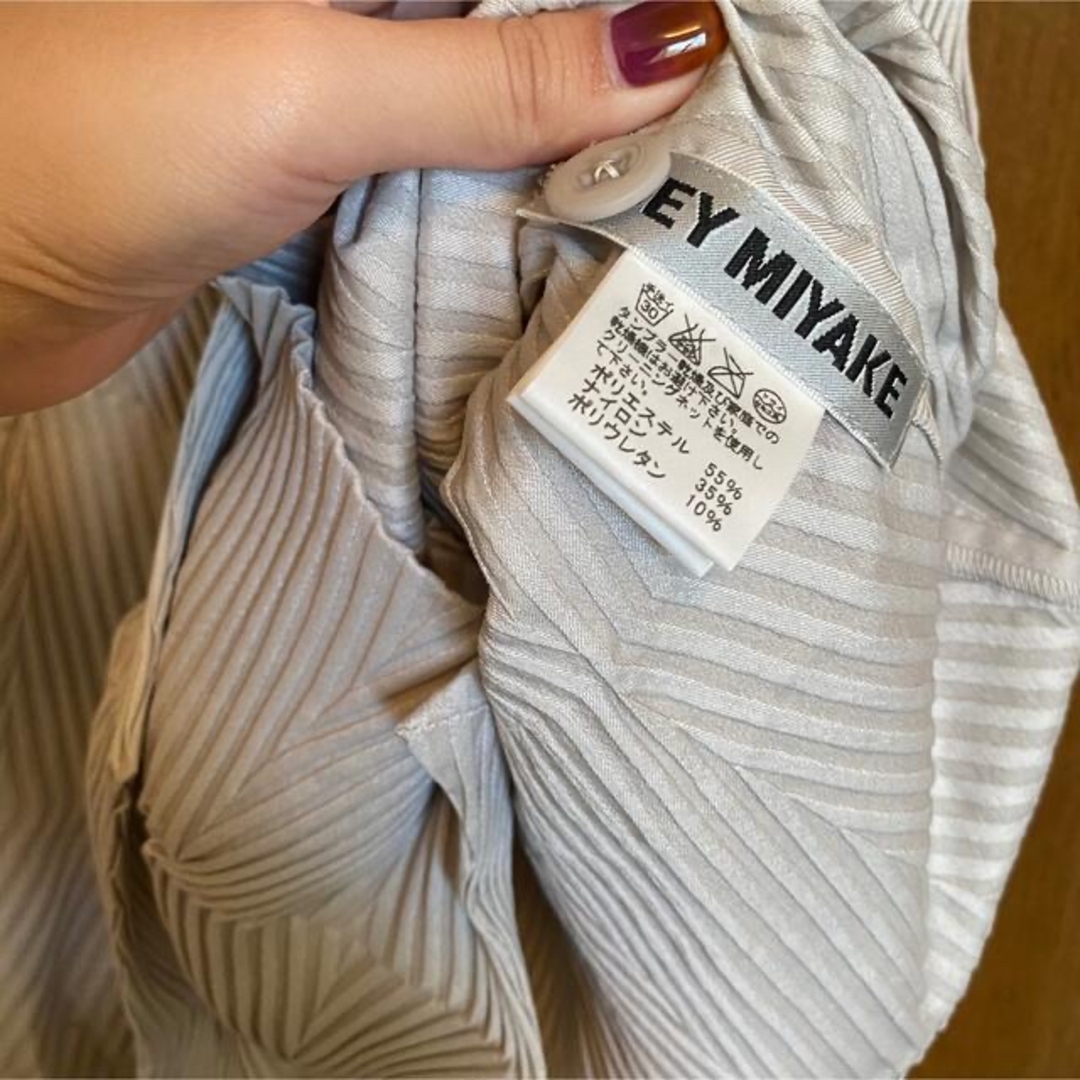 EY MIYAKE
手洗イ
30
タンブラー乾燥及び家庭での
乾燥機はお避け下さい。
クリーニングネットを使用し
て下さい。
ポリエステル 55%
ナイロン 35%
ポリウレタン 10%